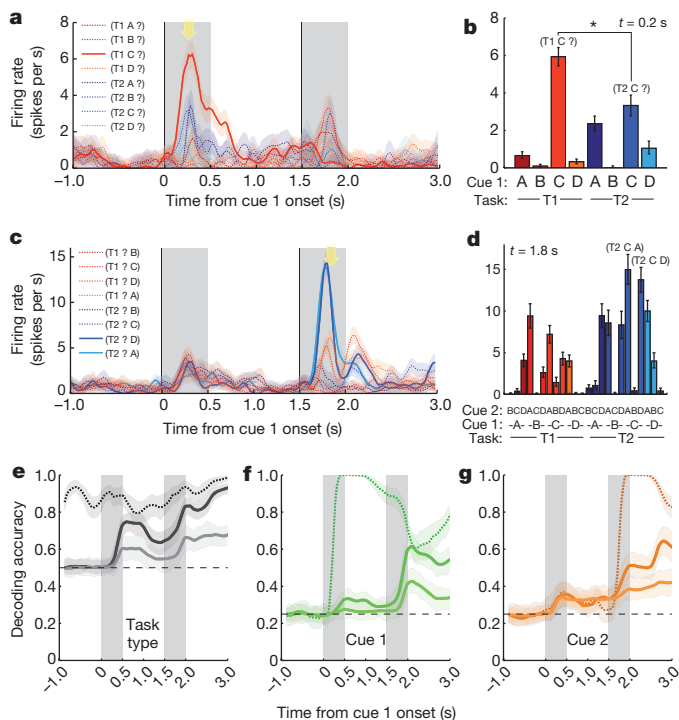 a
Firing rate
(spikes per s)
8
6
4
2
0
(T1 A ?)
(T1 B ?)
(T1 C ?)
(T1 D ?)
(T2 A ?)
(T2 B ?)
(T2 C ?)
(T2 D ?)
-1.0 0 0.5 1.5 2.0 3.0
Time from cue 1 onset (s)
b
8
6
4
2
0
* t = 0.2 s
(T1 C ?)
(T2 C ?)
Cue 1: A B C D A B C D
Task: T1 T2
c
Firing rate
(spikes per s)
15
10
5
0
(T1 ? B)
(T1 ? C)
(T1 ? D)
(T1 ? A)
(T2 ? B)
(T2 ? C)
(T2 ? D)
(T2 ? A)
-1.0 0 0.5 1.5 2.0 3.0
Time from cue 1 onset (s)
d
15
10
5
0
t = 1.8 s
(T2 C A)
(T2 C D)
Cue 2: BCDACDABDABCBCDACDABDABC
Cue 1: -A- -B- -C- -D- -A- -B- -C- -D-
Task: T1 T2
e
Decoding accuracy
1.0
0.8
0.6
0.4
0.2
0
Task
type
-1.0 0 0.5 1.5 2.0 3.0
f
1.0
0.8
0.6
0.4
0.2
0
Cue 1
-1.0 0 0.5 1.5 2.0 3.0
g
1.0
0.8
0.6
0.4
0.2
0
Cue 2
-1.0 0 0.5 1.5 2.0 3.0
Time from cue 1 onset (s)